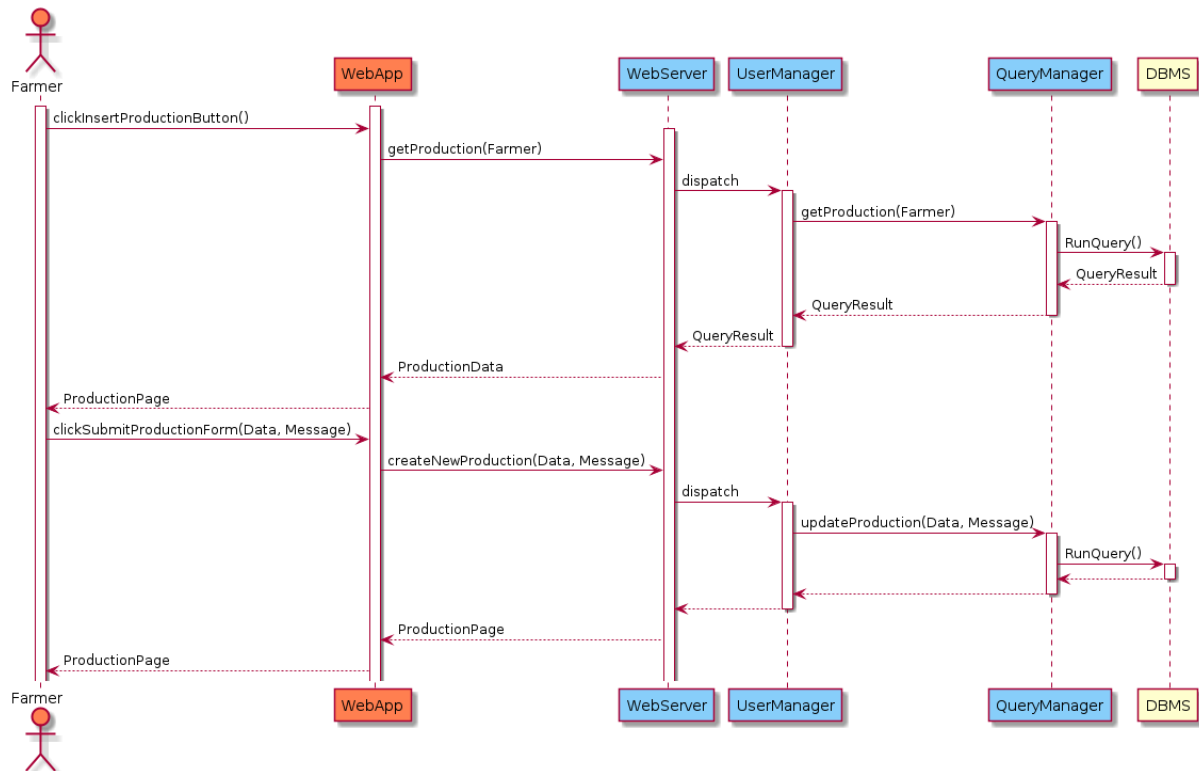 Farmer
WebApp
WebServer
UserManager
QueryManager
DBMS
clickInsertProductionButton()
getProduction(Farmer)
dispatch
getProduction(Farmer)
RunQuery()
QueryResult
QueryResult
QueryResult
ProductionData
ProductionPage
clickSubmitProductionForm(Data, Message)
createNewProduction(Data, Message)
dispatch
updateProduction(Data, Message)
RunQuery()
ProductionPage
ProductionPage
Farmer
WebApp
WebServer
UserManager
QueryManager
DBMS